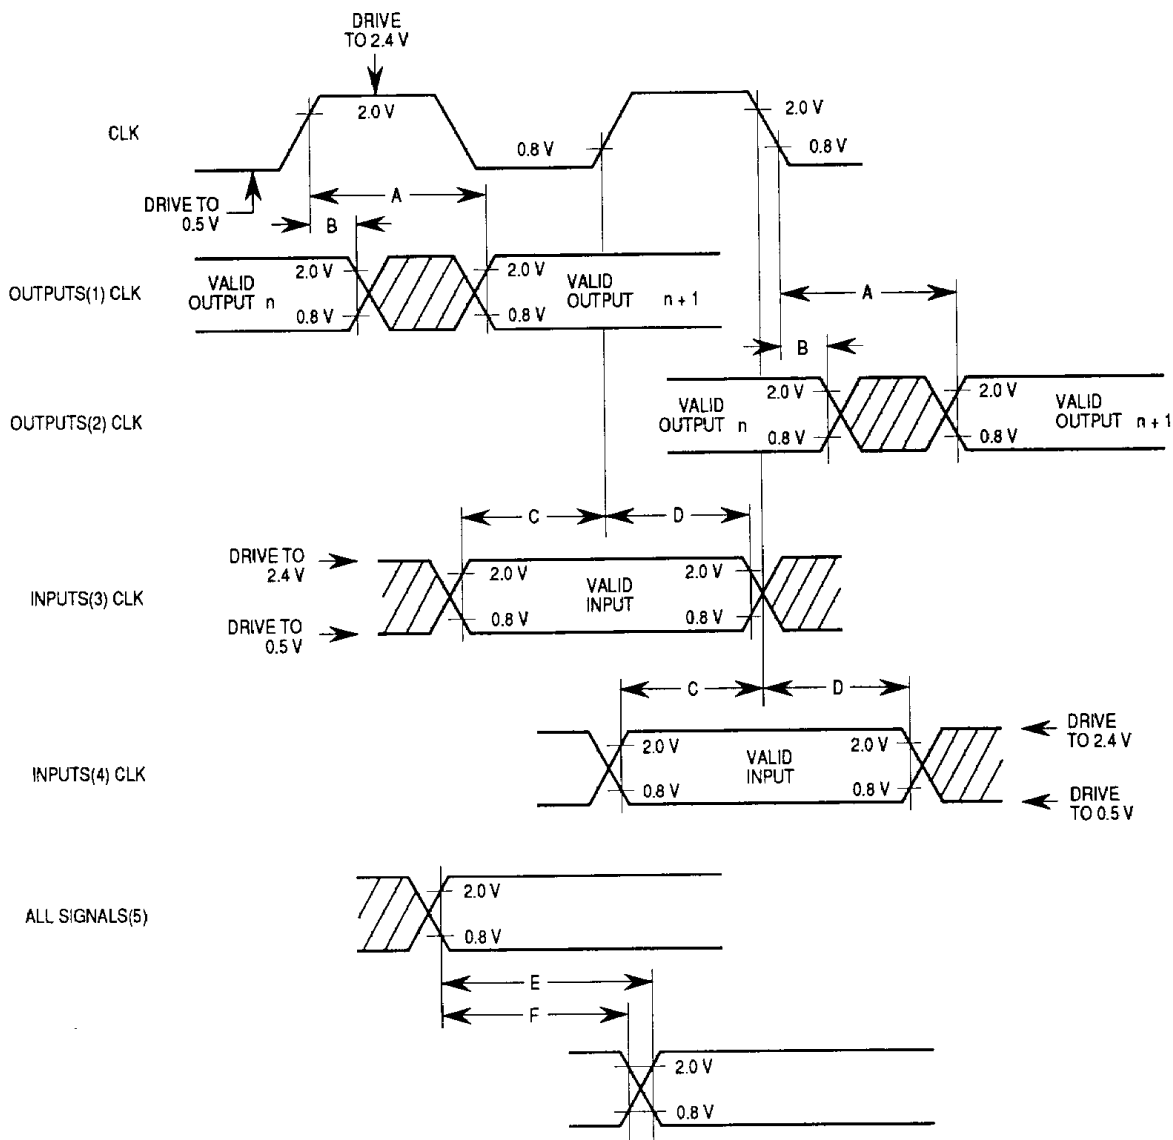 DRIVE
TO 2.4 V
CLK
2.0 V
0.8 V
2.0 V
0.8 V
DRIVE TO
0.5 V
A
B
OUTPUTS(1) CLK
VALID
OUTPUT n
2.0 V
0.8 V
2.0 V
0.8 V
VALID
OUTPUT n + 1
A
B
OUTPUTS(2) CLK
VALID
OUTPUT n
2.0 V
0.8 V
2.0 V
0.8 V
VALID
OUTPUT n + 1
C
D
DRIVE TO
2.4 V
INPUTS(3) CLK
DRIVE TO
0.5 V
2.0 V
0.8 V
VALID
INPUT
2.0 V
0.8 V
C
D
INPUTS(4) CLK
2.0 V
0.8 V
VALID
INPUT
2.0 V
0.8 V
DRIVE
TO 2.4 V
DRIVE
TO 0.5 V
ALL SIGNALS(5)
2.0 V
0.8 V
E
F
2.0 V
0.8 V